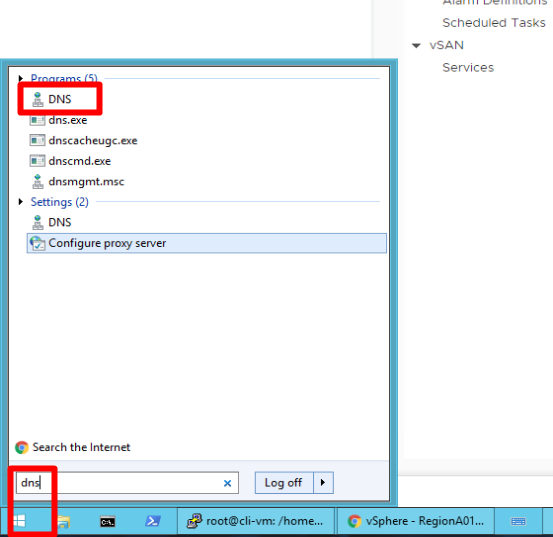 Alarm Definitions
Scheduled Tasks
vSAN
Services
Programs (5)
DNS
dns.exe
dnscacheugc.exe
dnscmd.exe
dnsmgmt.msc
Settings (2)
DNS
Configure proxy server
Search the Internet
dns
Log off
root@cli-vm: /home...
vSphere - RegionA01...